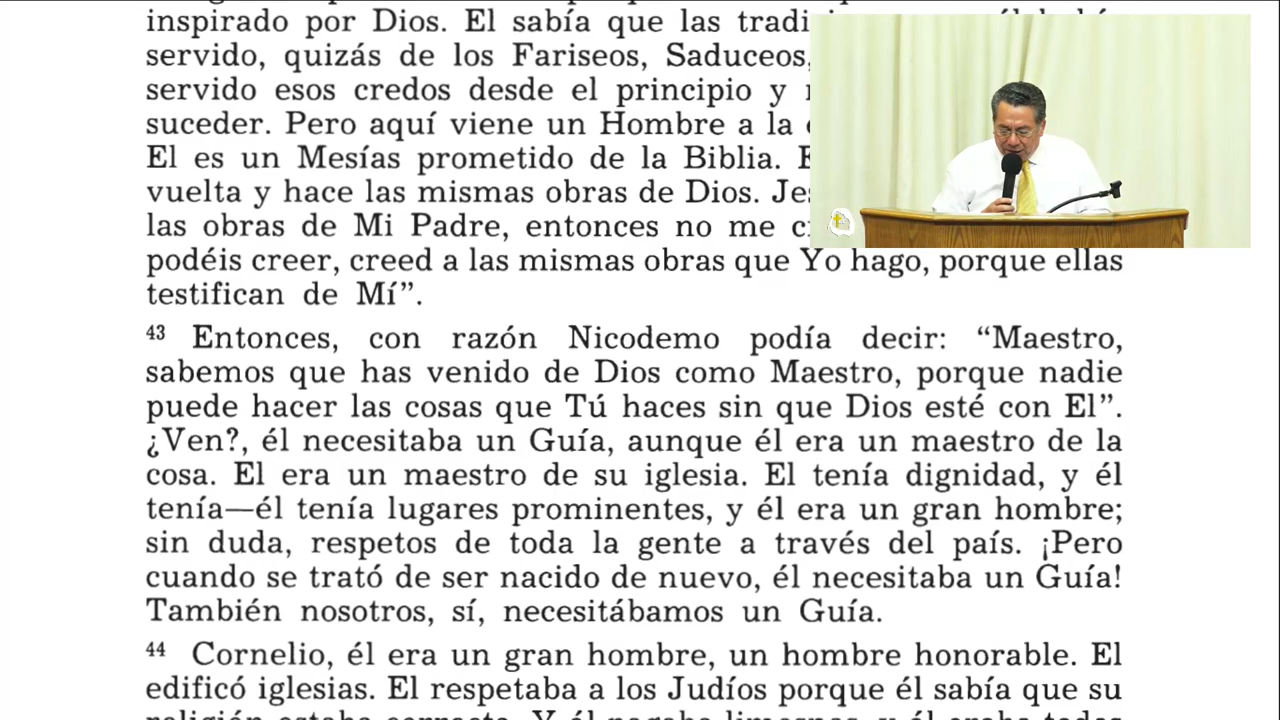 inspirado por Dios. El sabía que las
servido, quizás de los Fariseos, Saduceos,
servido esos credos desde el principio y
suceder. Pero aquí viene un Hombre a la
El es un Mesías prometido de la Biblia.
vuelta y hace las mismas obras de Dios.
las obras de Mi Padre, entonces no me
podéis creer, creed a las mismas obras que Yo hago, porque ellas
testifican de Mí”.
43 Entonces, con razón Nicodemo podía decir: “Maestro,
sabemos que has venido de Dios como Maestro, porque nadie
puede hacer las cosas que Tú haces sin que Dios esté con El”.
¿Ven?, él necesitaba un Guía, aunque él era un maestro de la
cosa. El era un maestro de su iglesia. El tenía dignidad, y él
tenía—él tenía lugares prominentes, y él era un gran hombre;
sin duda, respetos de toda la gente a través del país. ¡Pero
cuando se trató de ser nacido de nuevo, él necesitaba un Guía!
También nosotros, sí, necesitábamos un Guía.
44 Cornelio, él era un gran hombre, un hombre honorable. El
edificó iglesias. El respetaba a los Judíos porque él sabía que su